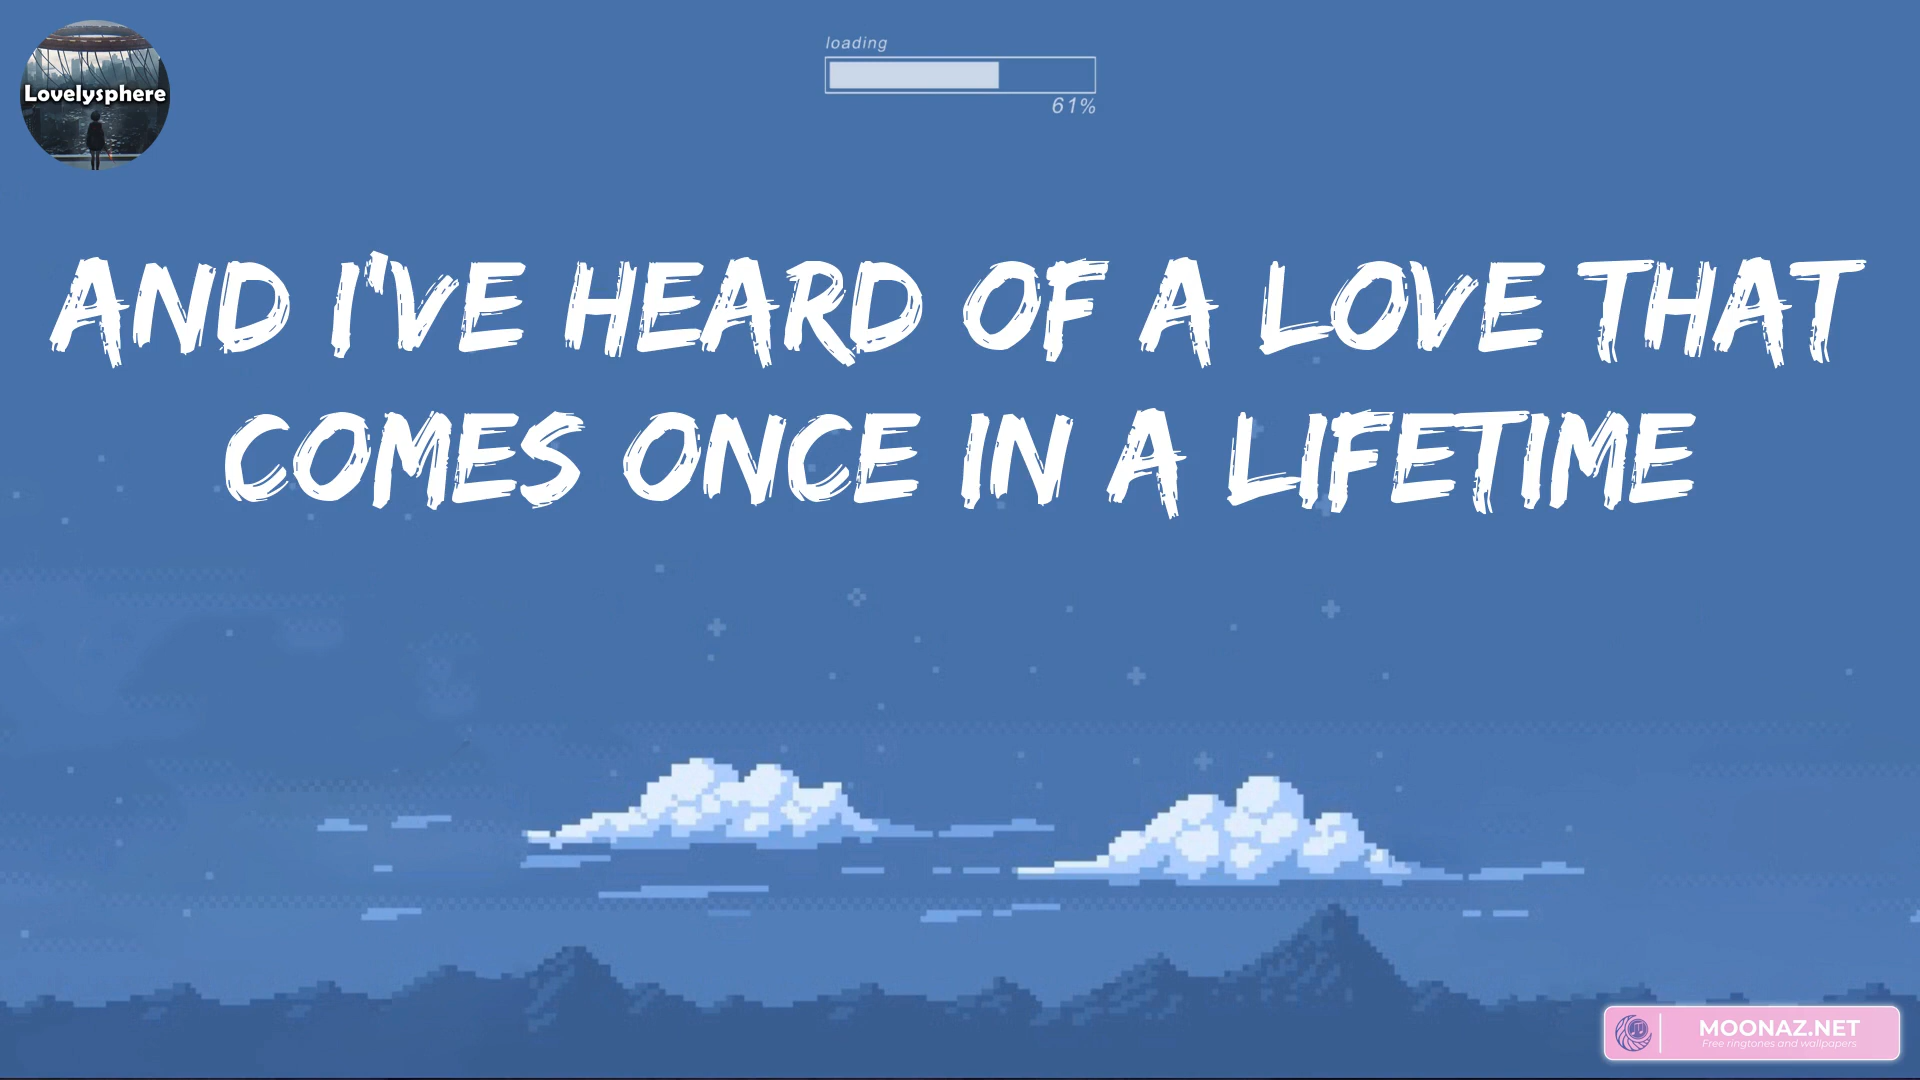 Lovelysphere
loading
61%
AND I'VE HEARD OF A LOVE THAT
COMES ONCE IN A LIFETIME
MOONAZ.NET
Free ringtones and wallpapers